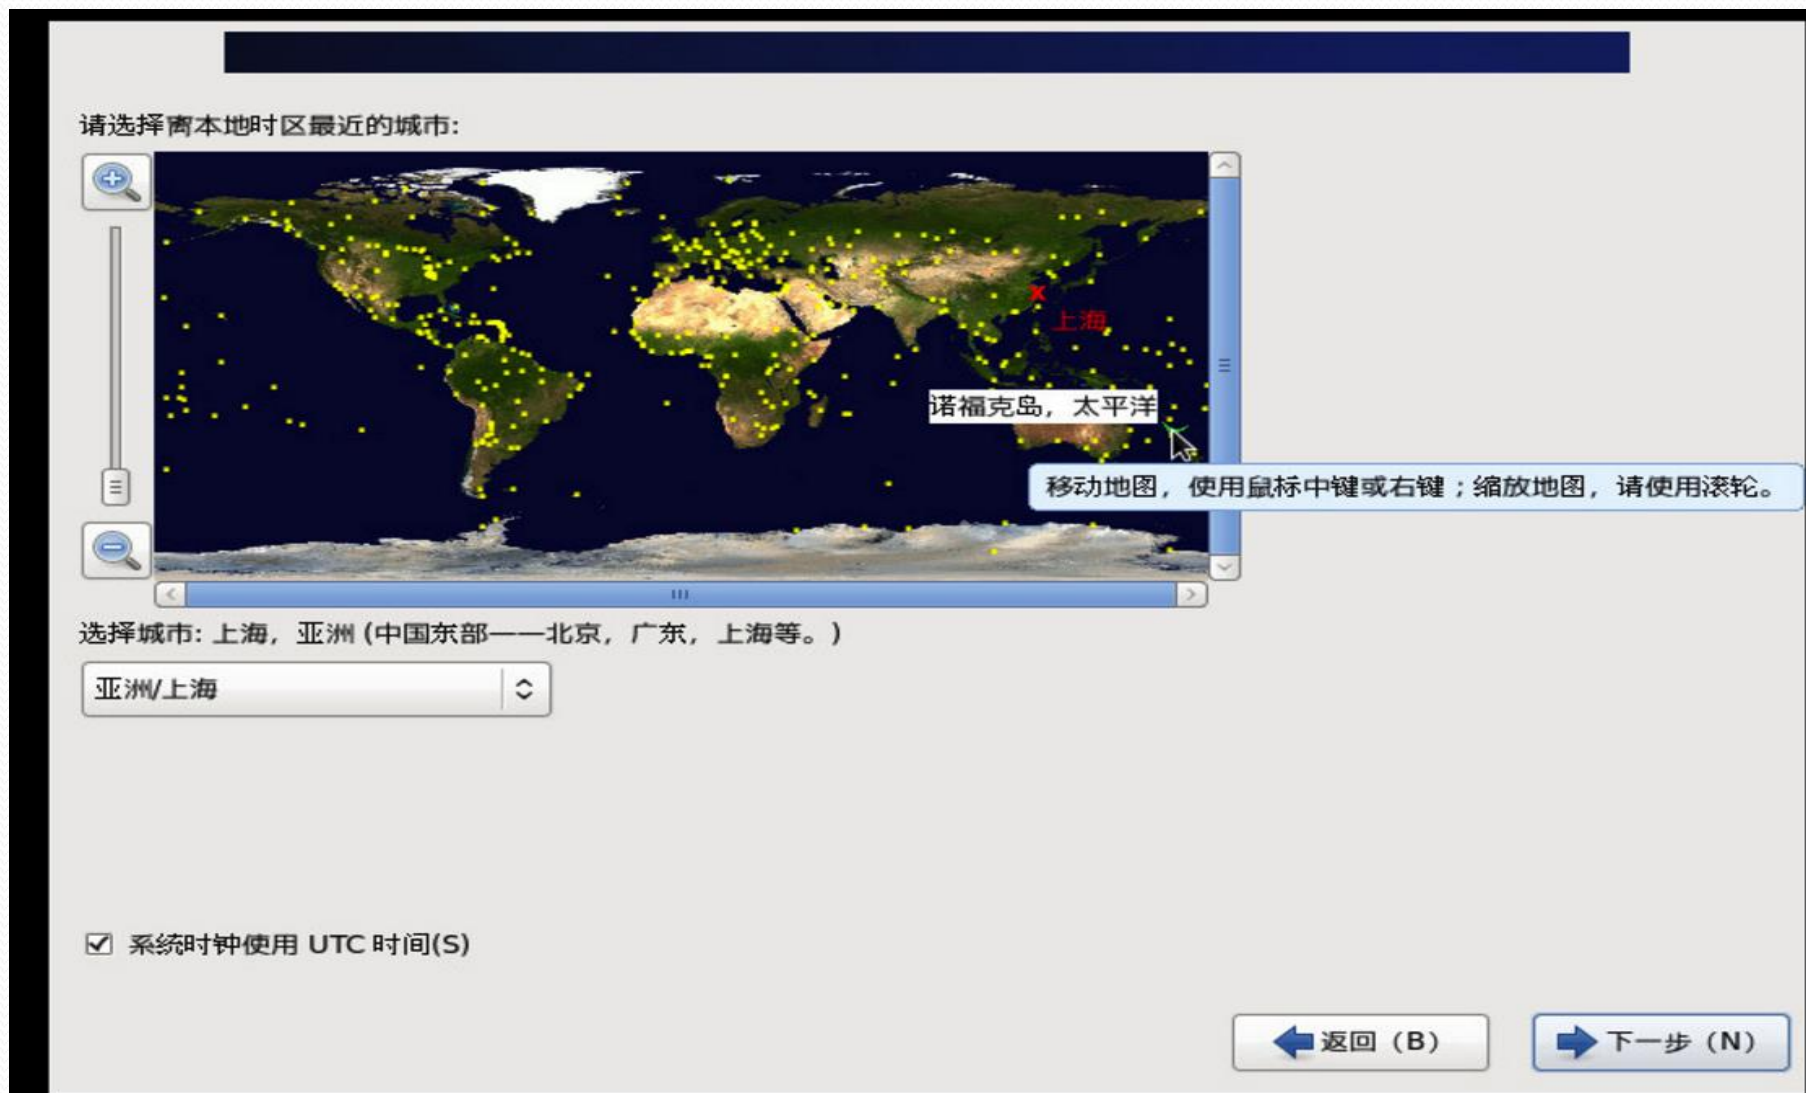 请选择离本地时区最近的城市:
上海
诺福克岛，太平洋
移动地图，使用鼠标中键或右键；缩放地图，请使用滚轮。
选择城市: 上海, 亚洲 (中国东部——北京，广东，上海等。)
亚洲/上海
系统时钟使用 UTC 时间(S)
返回（B）
下一步（N）